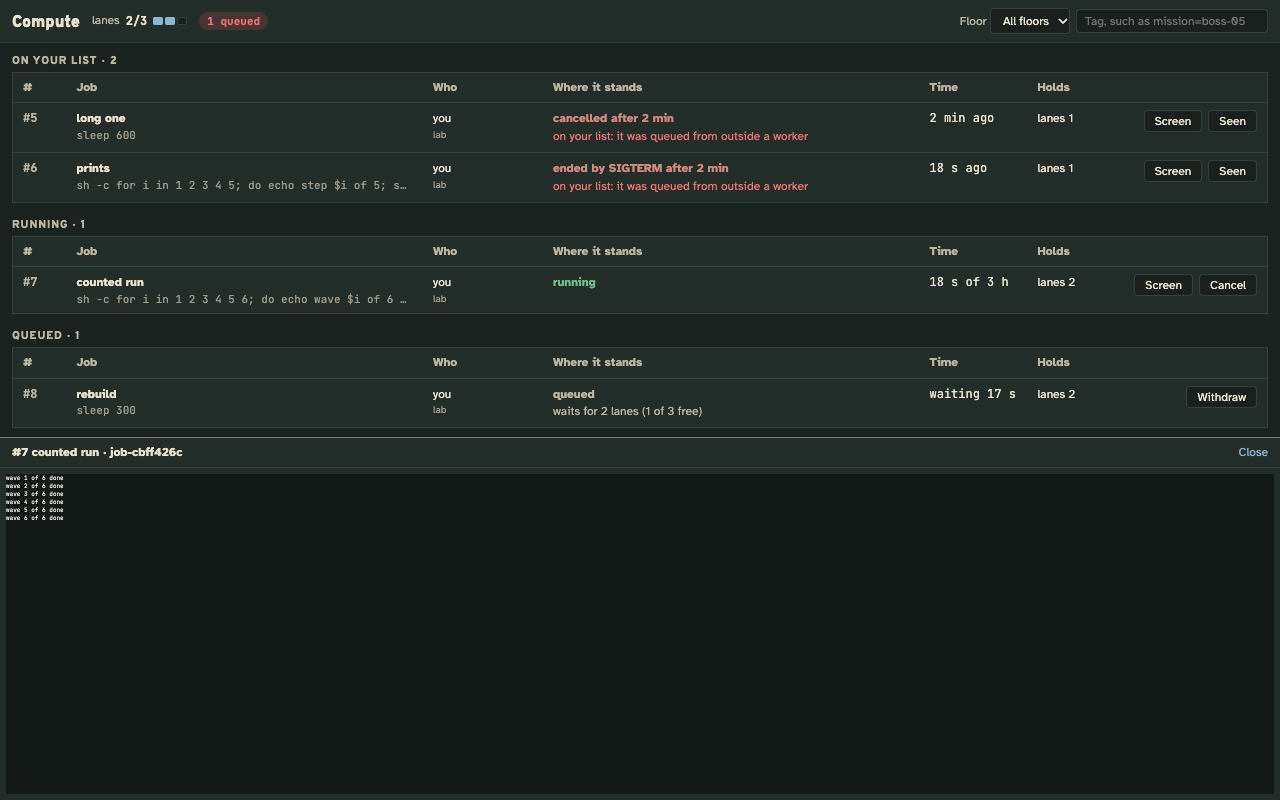 Compute lanes 2/3 1 queued Floor All floors Tag, such as mission=boss-05
ON YOUR LIST · 2
# Job Who Where it stands Time Holds
#5 long one you cancelled after 2 min 2 min ago lanes 1 Screen Seen
sleep 600 lab on your list: it was queued from outside a worker
#6 prints you ended by SIGTERM after 2 min 18 s ago lanes 1 Screen Seen
sh -c for i in 1 2 3 4 5; do echo step $i of 5; s… lab on your list: it was queued from outside a worker
RUNNING · 1
# Job Who Where it stands Time Holds
#7 counted run you running 18 s of 3 h lanes 2 Screen Cancel
sh -c for i in 1 2 3 4 5 6; do echo wave $i of 6 … lab
QUEUED · 1
# Job Who Where it stands Time Holds
#8 rebuild you queued waiting 17 s lanes 2 Withdraw
sleep 300 lab waits for 2 lanes (1 of 3 free)
#7 counted run · job-cbff426c Close
wave 1 of 6 done
wave 2 of 6 done
wave 3 of 6 done
wave 4 of 6 done
wave 5 of 6 done
wave 6 of 6 done